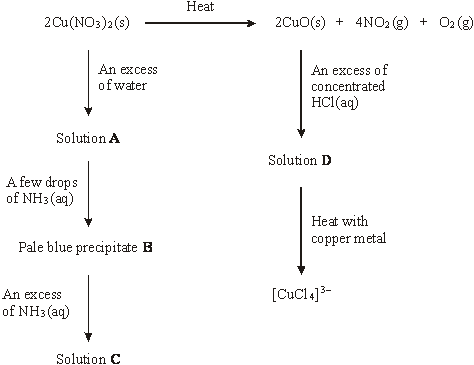 Heat
2Cu(NO₃)₂(s) 2CuO(s) + 4NO₂(g) + O₂(g)
An excess
of water
Solution A
A few drops
of NH₃(aq)
Pale blue precipitate B
An excess
of NH₃(aq)
Solution C
An excess of
concentrated
HCl(aq)
Solution D
Heat with
copper metal
[CuCl₄]³⁻